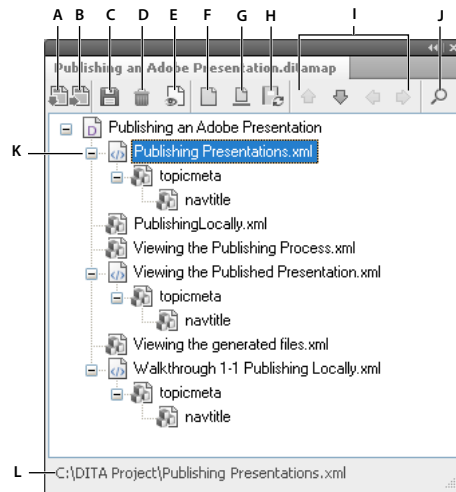 A B C D E F G H I J
Publishing an Adobe Presentation.ditamap
Publishing an Adobe Presentation
K
Publishing Presentations.xml
topicmeta
navtitle
PublishingLocally.xml
Viewing the Publishing Process.xml
Viewing the Published Presentation.xml
topicmeta
navtitle
Viewing the generated files.xml
Walkthrough 1-1 Publishing Locally.xml
topicmeta
navtitle
L
C:\DITA Project\Publishing Presentations.xml